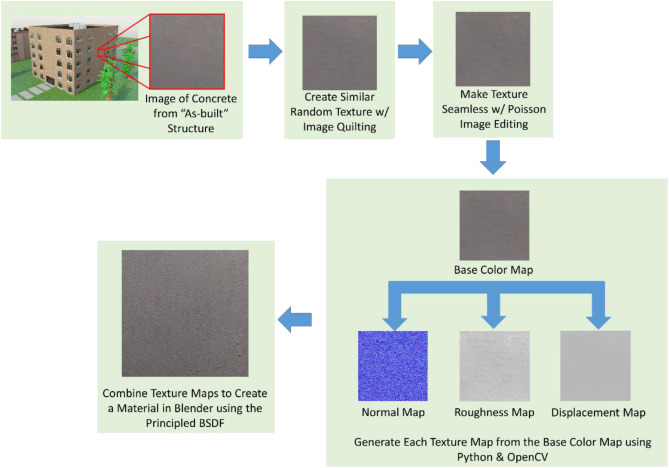 Image of Concrete
from “As-built”
Structure
Create Similar
Random Texture w/
Image Quilting
Make Texture
Seamless w/ Poisson
Image Editing
Base Color Map
Normal Map
Roughness Map
Displacement Map
Generate Each Texture Map from the Base Color Map using
Python & OpenCV
Combine Texture Maps to Create
a Material in Blender using the
Principled BSDF